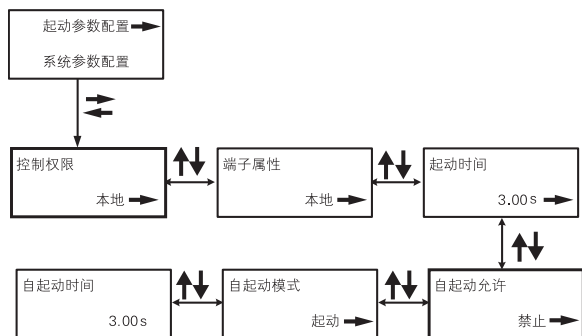 起动参数配置
系统参数配置
控制权限
本地
端子属性
本地
起动时间
3.00s
自起动时间
3.00s
自起动模式
起动
自起动允许
禁止